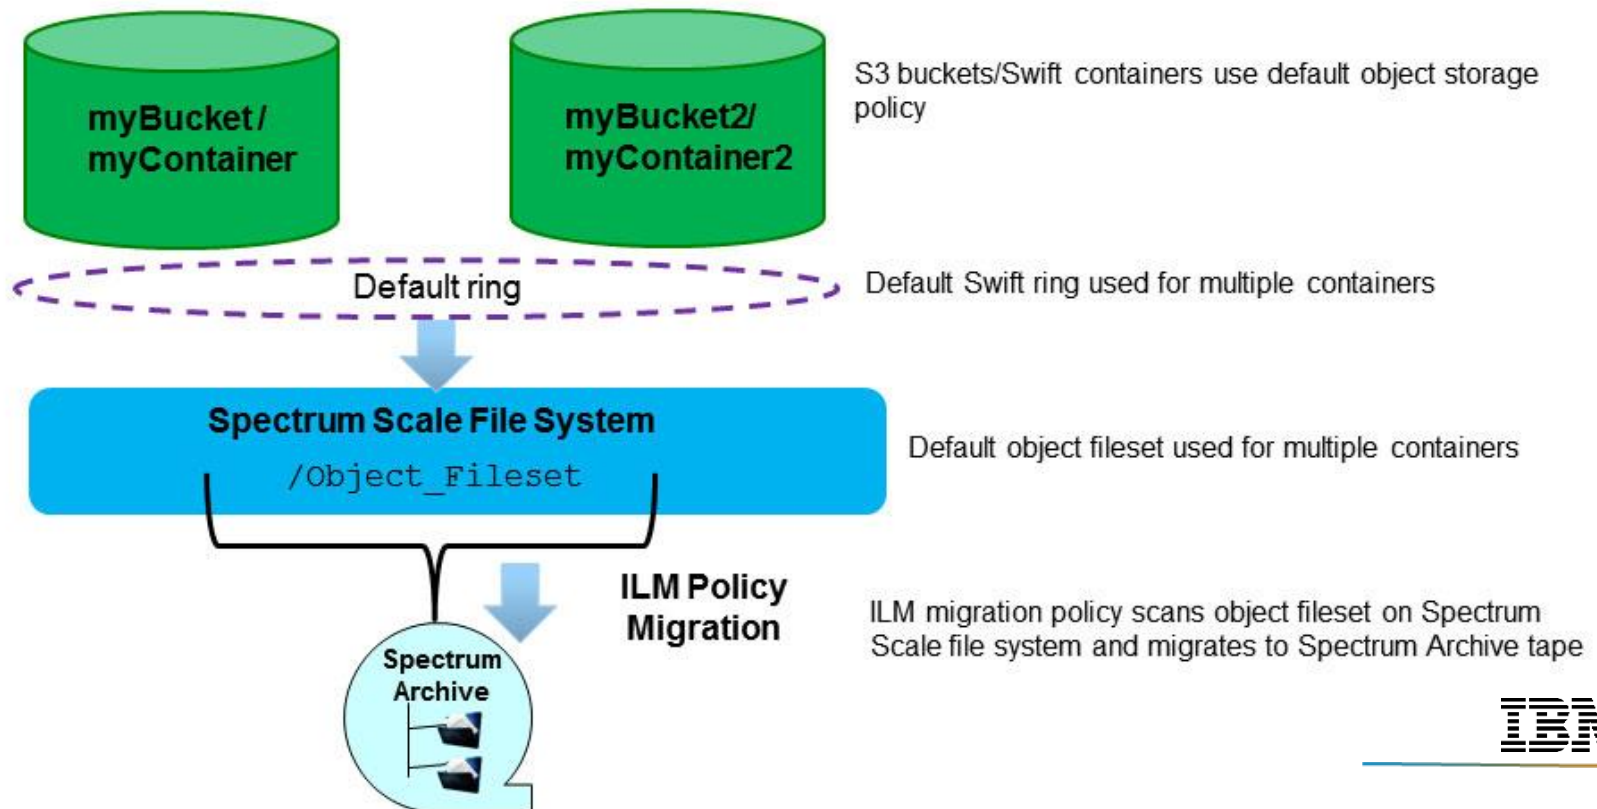 myBucket/
myContainer
myBucket2/
myContainer2
S3 buckets/Swift containers use default object storage
policy
Default ring
Default Swift ring used for multiple containers
Spectrum Scale File System
/Object_Fileset
Default object fileset used for multiple containers
ILM Policy
Migration
ILM migration policy scans object fileset on Spectrum
Scale file system and migrates to Spectrum Archive tape
Spectrum
Archive
IBM